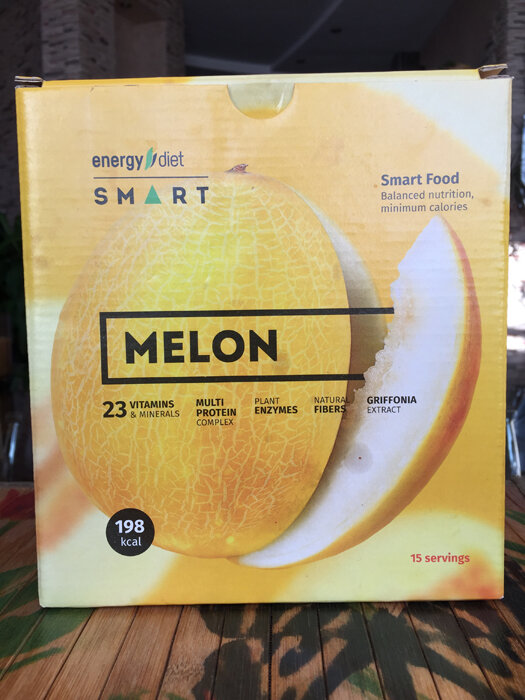 energy diet
SMART
Smart Food
Balanced nutrition,
minimum calories
MELON
23 VITAMINS
& MINERALS
MULTI
PROTEIN
COMPLEX
PLANT
ENZYMES
NATURAL
FIBERS
GRIFFONIA
EXTRACT
198
kcal
15 servings